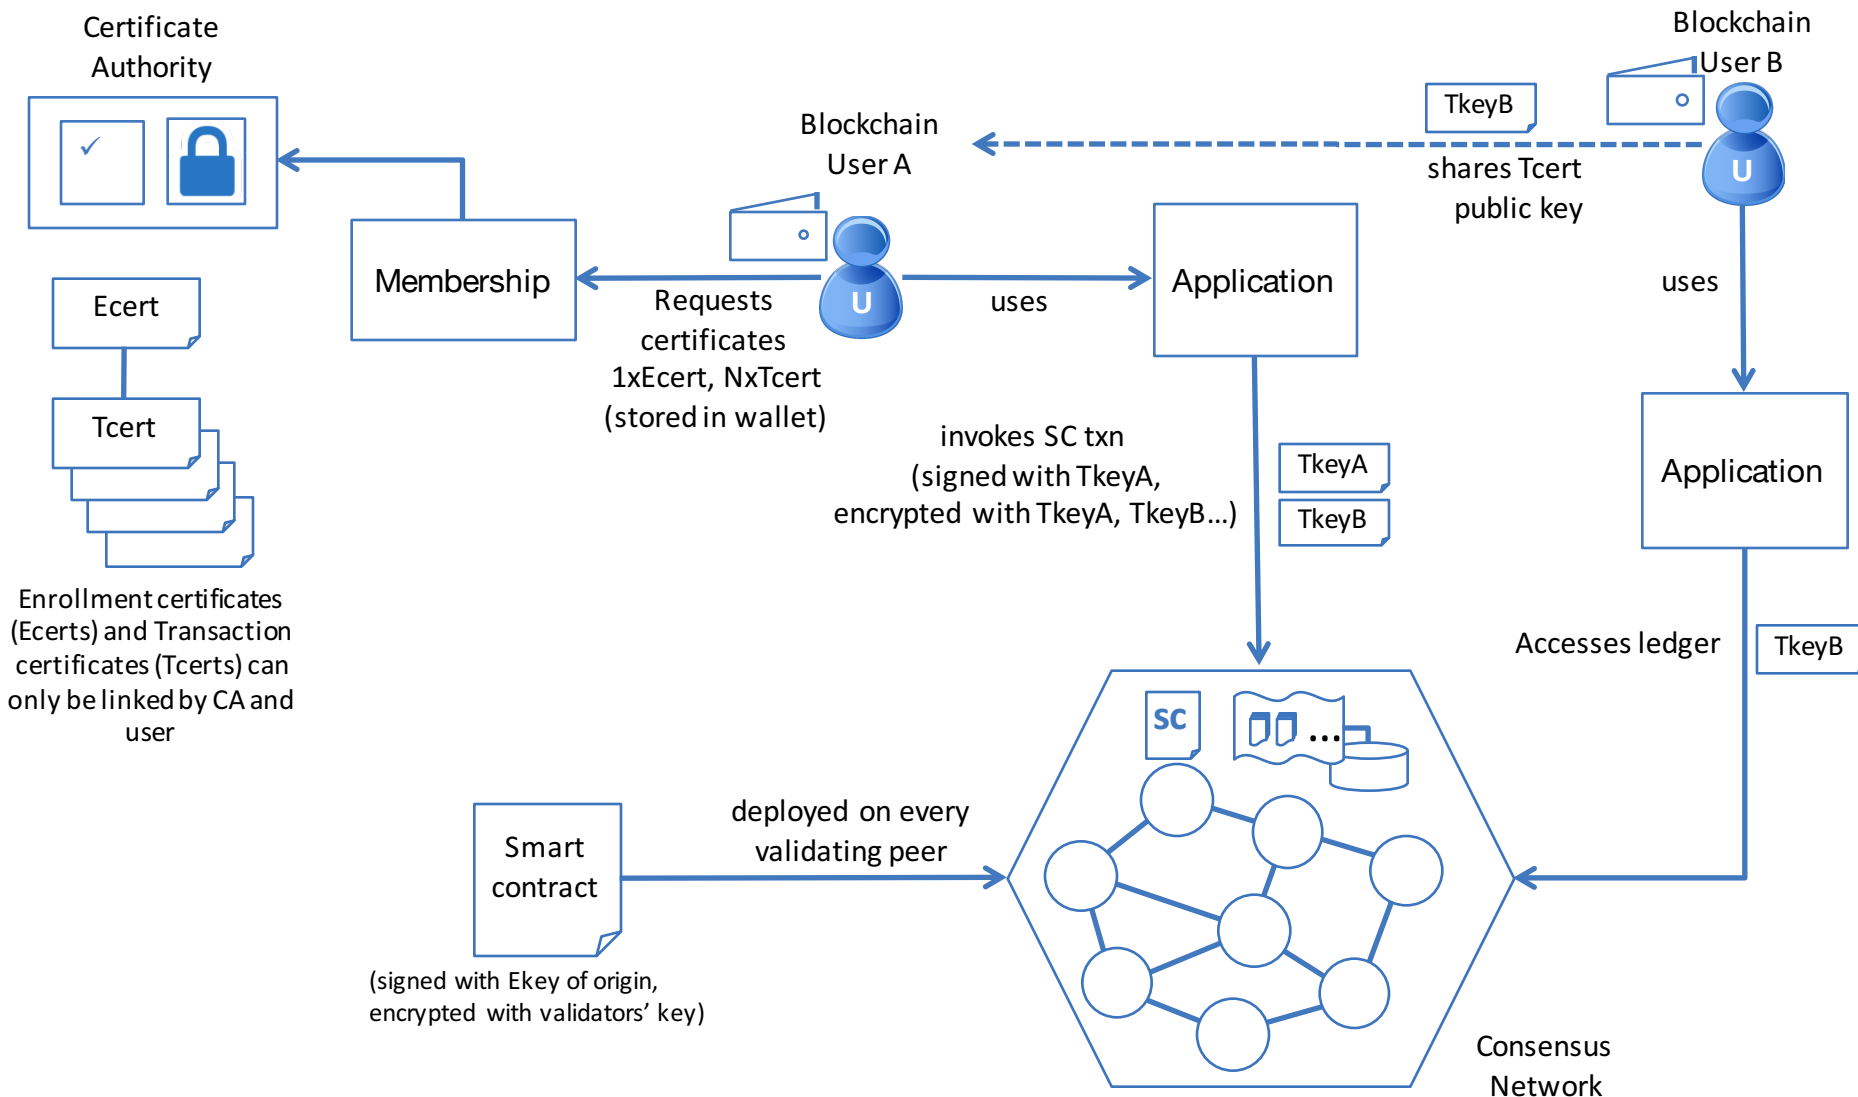 Certificate
Authority
Blockchain
User A
TkeyB
Blockchain
User B
shares Tcert
public key
U
Membership
Requests
certificates
1xEcert, NxTcert
(stored in wallet)
U
uses
Application
uses
Ecert
Tcert
Enrollment certificates
(Ecerts) and Transaction
certificates (Tcerts) can
only be linked by CA and
user
invokes SC txn
(signed with TkeyA,
encrypted with TkeyA, TkeyB...)
TkeyA
TkeyB
Application
Accesses ledger
TkeyB
SC
...
Smart
contract
deployed on every
validating peer
(signed with Ekey of origin,
encrypted with validators’ key)
Consensus
Network